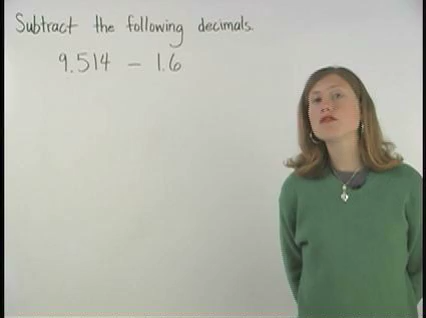 Subtract the following decimals.
9.514 – 1.6